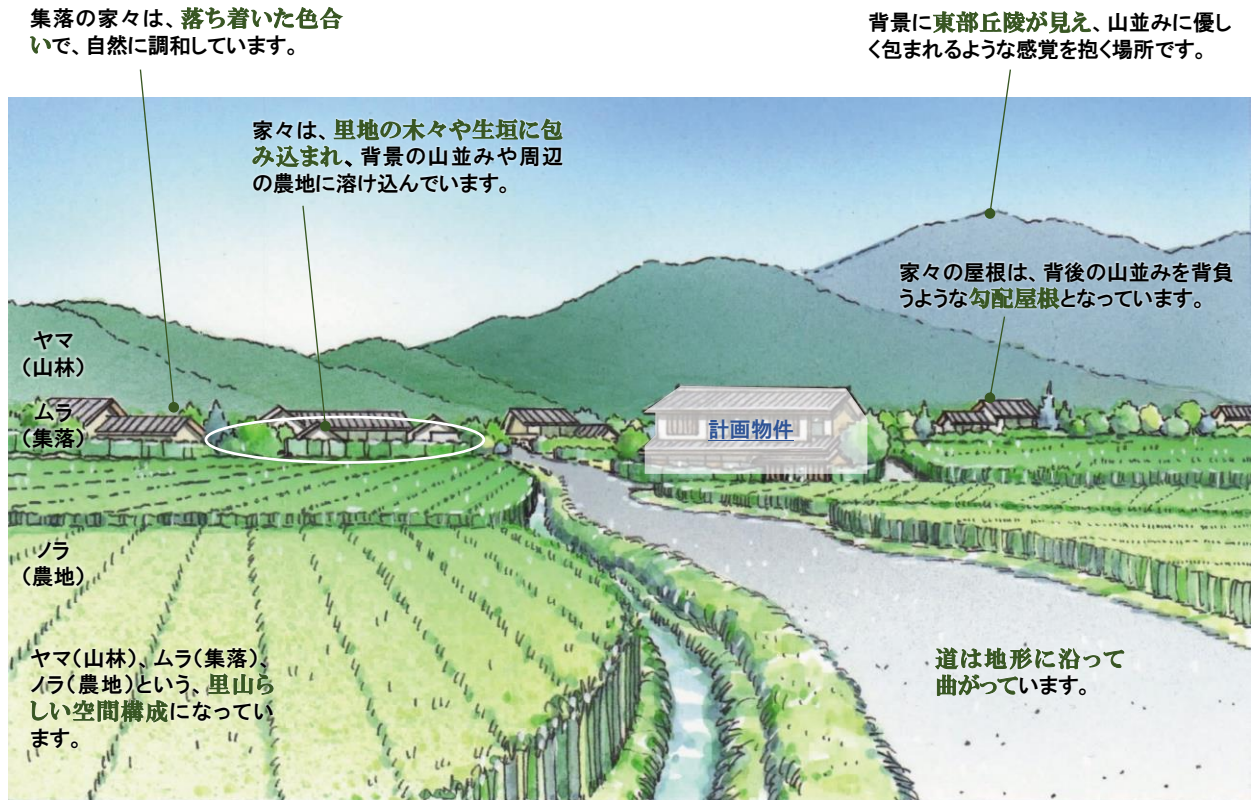 集落の家々は、落ち着いた色合
いで、自然に調和しています。
背景に東部丘陵が見え、山並みに優し
く包まれるような感覚を抱く場所です。
家々は、里地の木々や生垣に包
み込まれ、背景の山並みや周辺
の農地に溶け込んでいます。
家々の屋根は、背後の山並みを背負
うような勾配屋根となっています。
ヤマ
（山林）
ムラ
（集落）
計画物件
ノラ
（農地）
ヤマ（山林）、ムラ（集落）、
ノラ（農地）という、里山ら
しい空間構成になってい
ます。
道は地形に沿って
曲がっています。